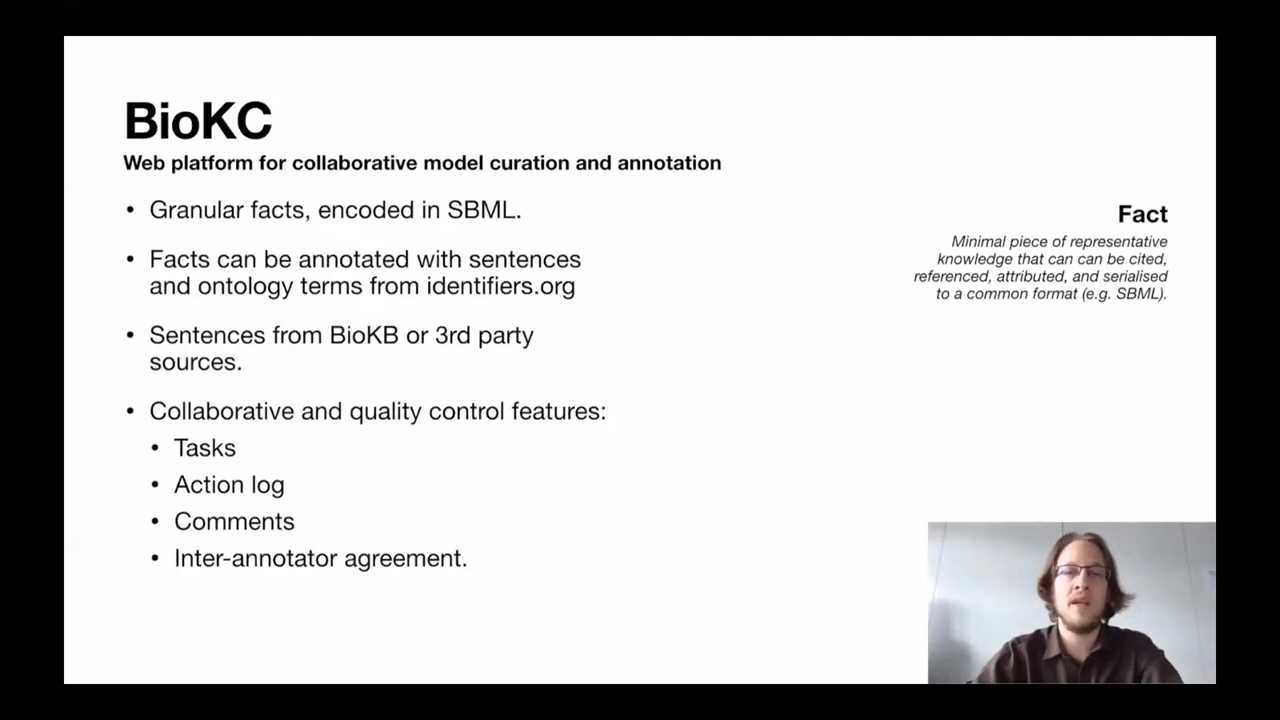 BioKC
Web platform for collaborative model curation and annotation
• Granular facts, encoded in SBML.
• Facts can be annotated with sentences
and ontology terms from identifiers.org
• Sentences from BioKB or 3rd party
sources.
• Collaborative and quality control features:
• Tasks
• Action log
• Comments
• Inter-annotator agreement.
Fact
Minimal piece of representative
knowledge that can can be cited,
referenced, attributed, and serialised
to a common format (e.g. SBML).